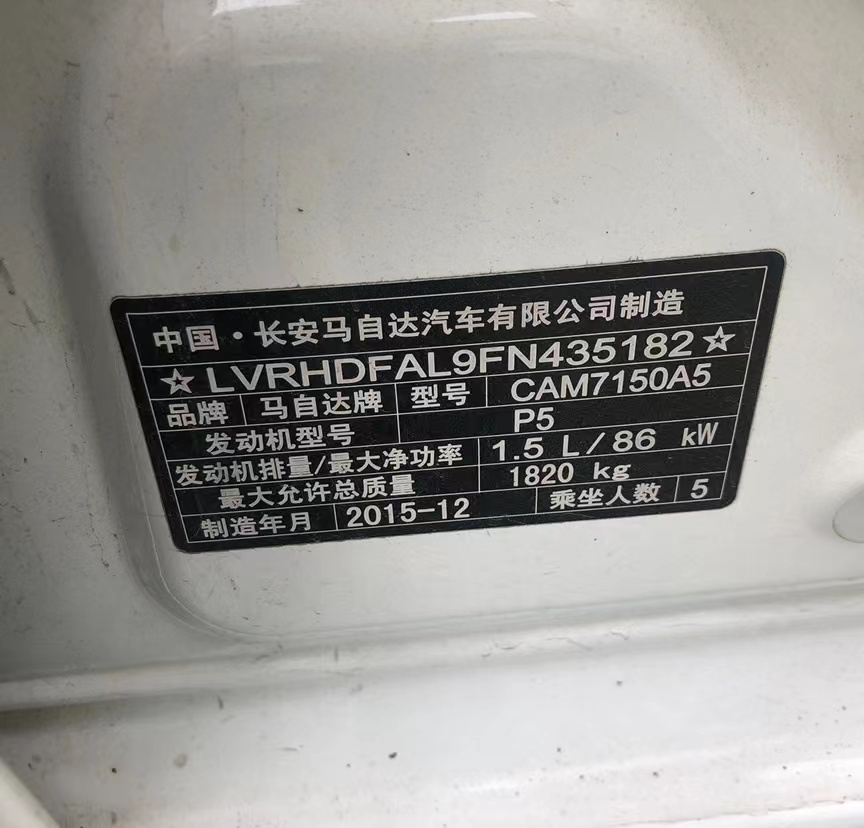 中国·长安马自达汽车有限公司制造
☆LVRHDFAL9FN435182☆
品牌 马自达牌 型号 CAM7150A5
发动机型号 P5
发动机排量/最大净功率 1.5 L/86 kW
最大允许总质量 1820 kg
制造年月 2015-12 乘坐人数 5